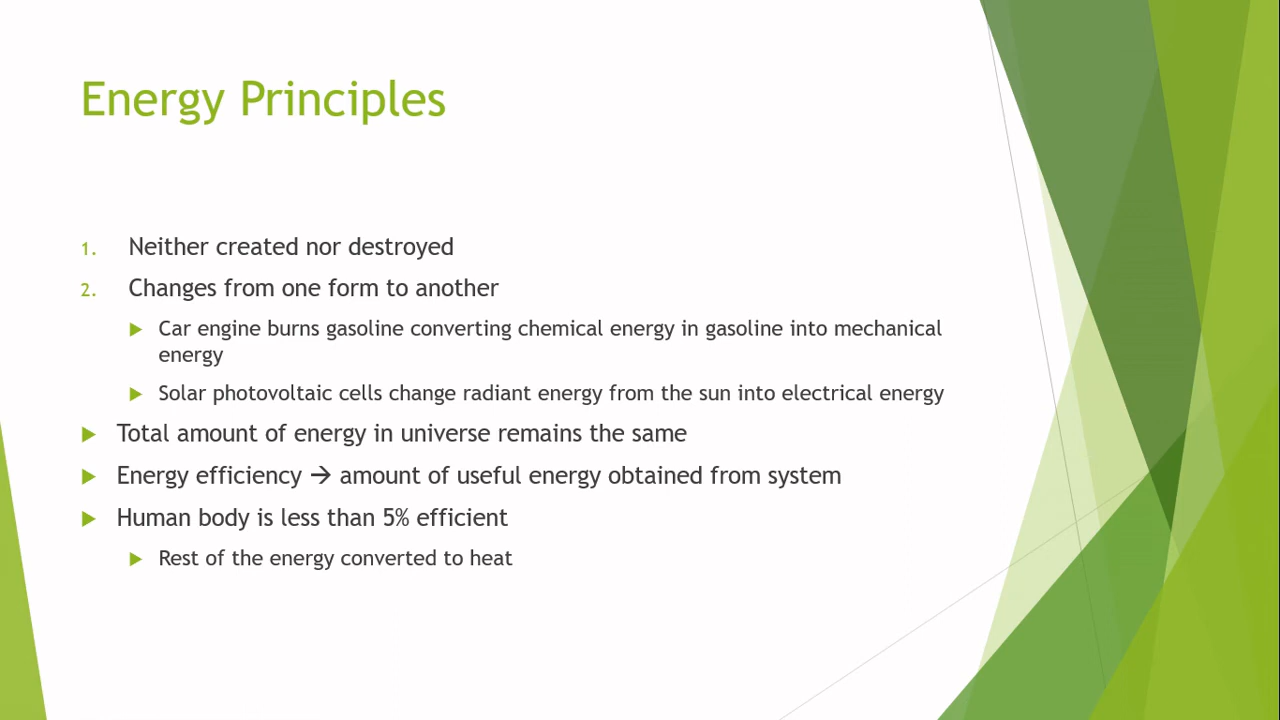 Energy Principles
1. Neither created nor destroyed
2. Changes from one form to another
▶ Car engine burns gasoline converting chemical energy in gasoline into mechanical
energy
▶ Solar photovoltaic cells change radiant energy from the sun into electrical energy
▶ Total amount of energy in universe remains the same
▶ Energy efficiency → amount of useful energy obtained from system
▶ Human body is less than 5% efficient
▶ Rest of the energy converted to heat